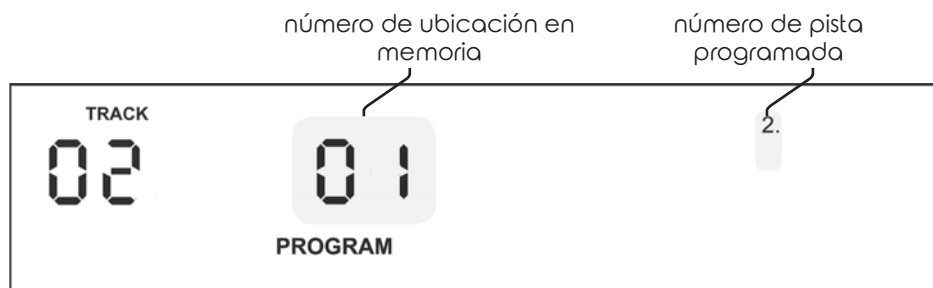 número de ubicación en
memoria
número de pista
programada
TRACK
02
01
2.
PROGRAM